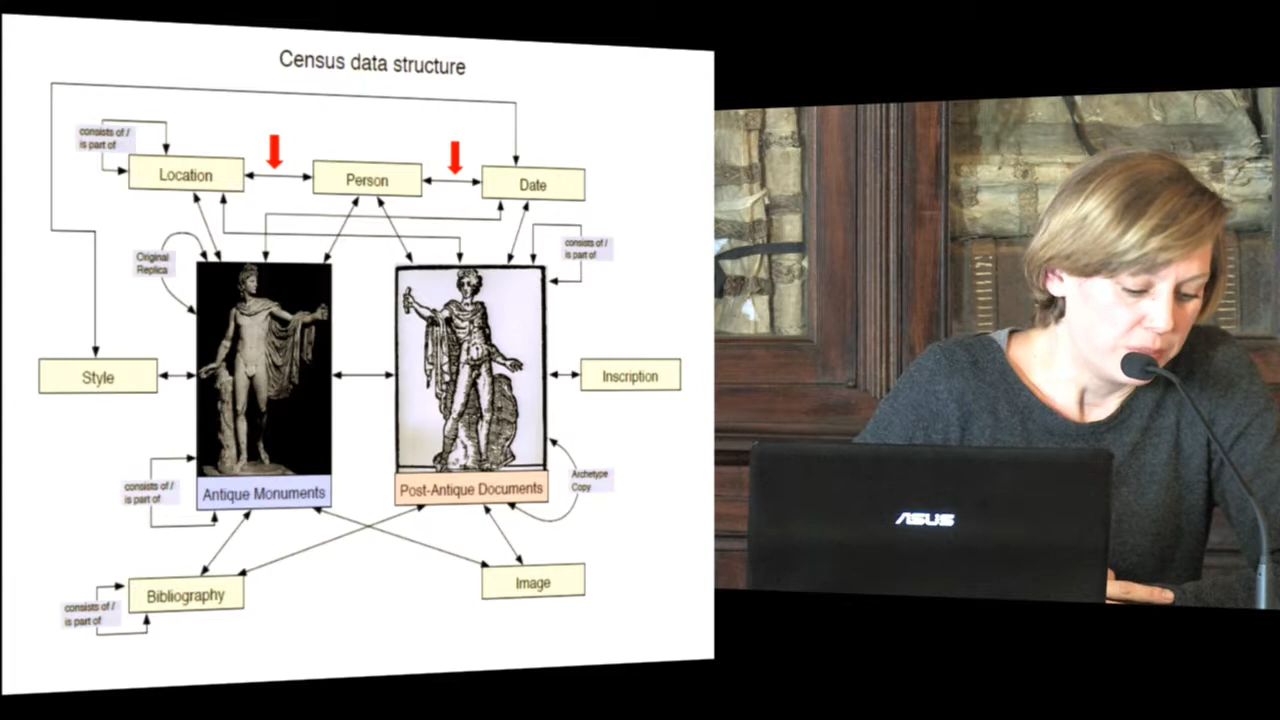 Census data structure
consists of /
is part of
Location
Person
Date
Original
Replica
consists of /
is part of
Style
Inscription
consists of /
is part of
Antique Monuments
Post-Antique Documents
Archetype
Copy
Bibliography
Image
consists of /
is part of
ASUS